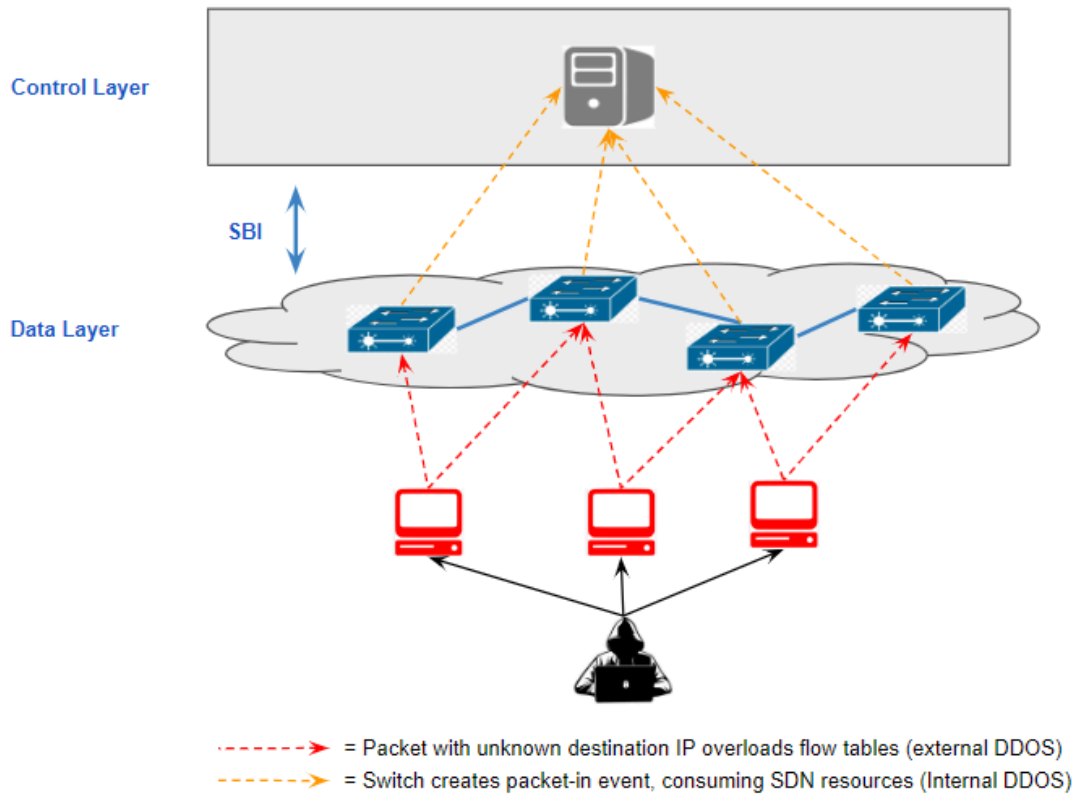 Control Layer
SBI
Data Layer
= Packet with unknown destination IP overloads flow tables (external DDOS)
= Switch creates packet-in event, consuming SDN resources (Internal DDOS)